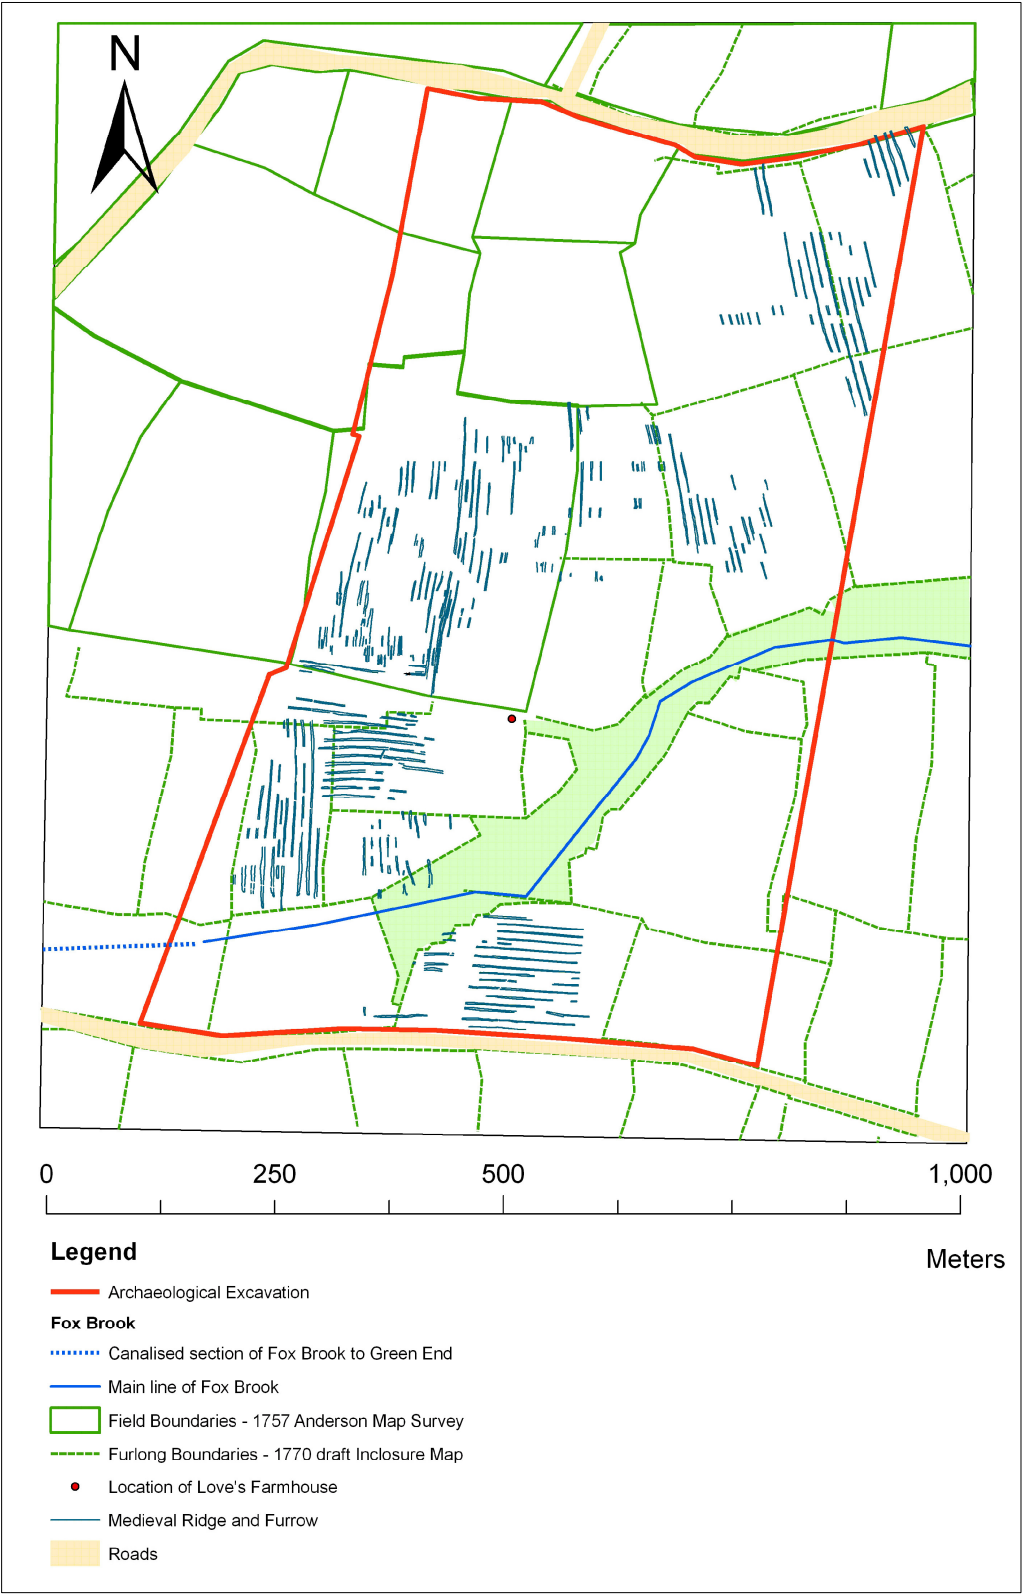 N
0 250 500 1,000
Meters
Legend
Archaeological Excavation
Fox Brook
Canalised section of Fox Brook to Green End
Main line of Fox Brook
Field Boundaries - 1757 Anderson Map Survey
Furlong Boundaries - 1770 draft Inclosure Map
Location of Love's Farmhouse
Medieval Ridge and Furrow
Roads